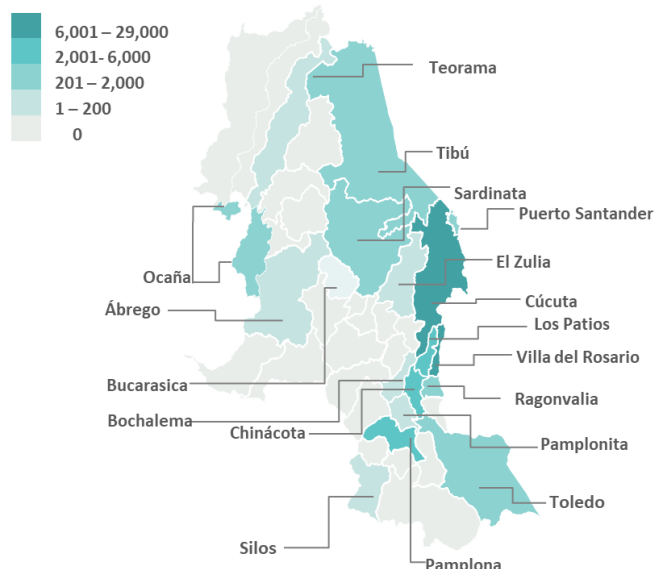 6,001 – 29,000
2,001- 6,000
201 – 2,000
1 – 200
0
Teorama
Tibú
Sardinata
Puerto Santander
El Zulia
Ocaña
Cúcuta
Ábrego
Los Patios
Villa del Rosario
Bucarasica
Ragonvalia
Bochalema
Chinácota
Pamplonita
Toledo
Silos
Pamplona